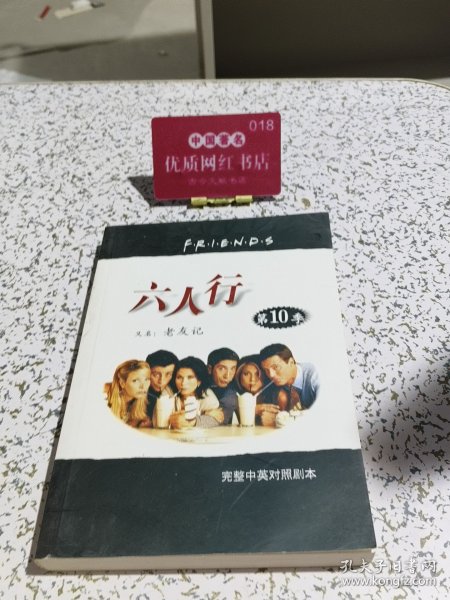 018
中国著名
优质网红书店
F·R·I·E·N·D·S
六人行
第10季
又名：老友记
完整中英对照剧本
孔夫子旧书网
www.kongfz.com